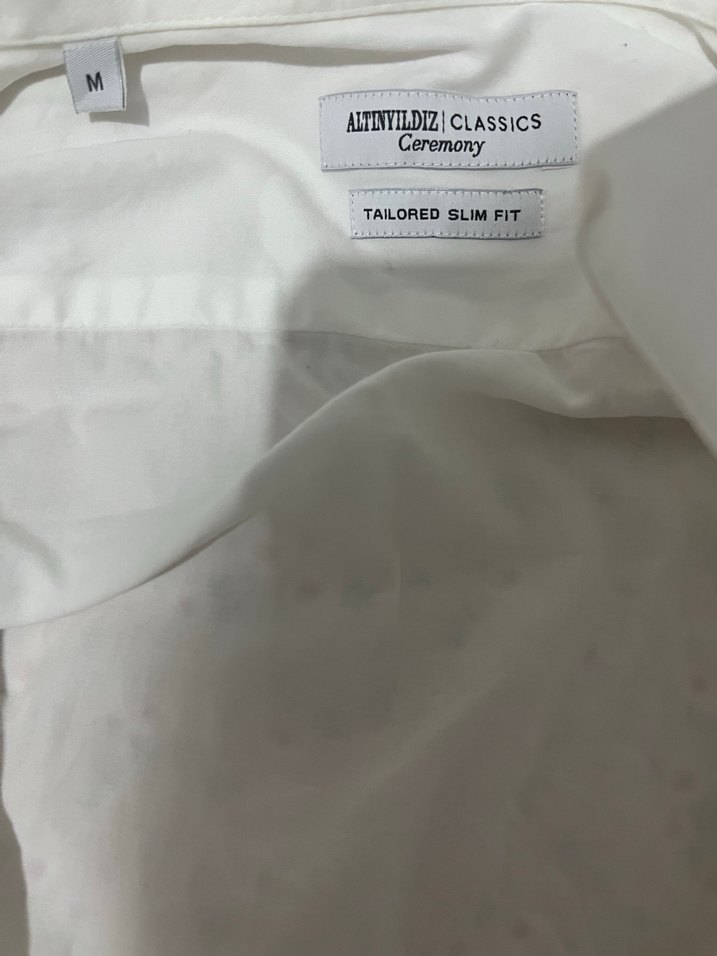 M
ALTINYILDIZ | CLASSICS
Ceremony
TAILORED SLIM FIT